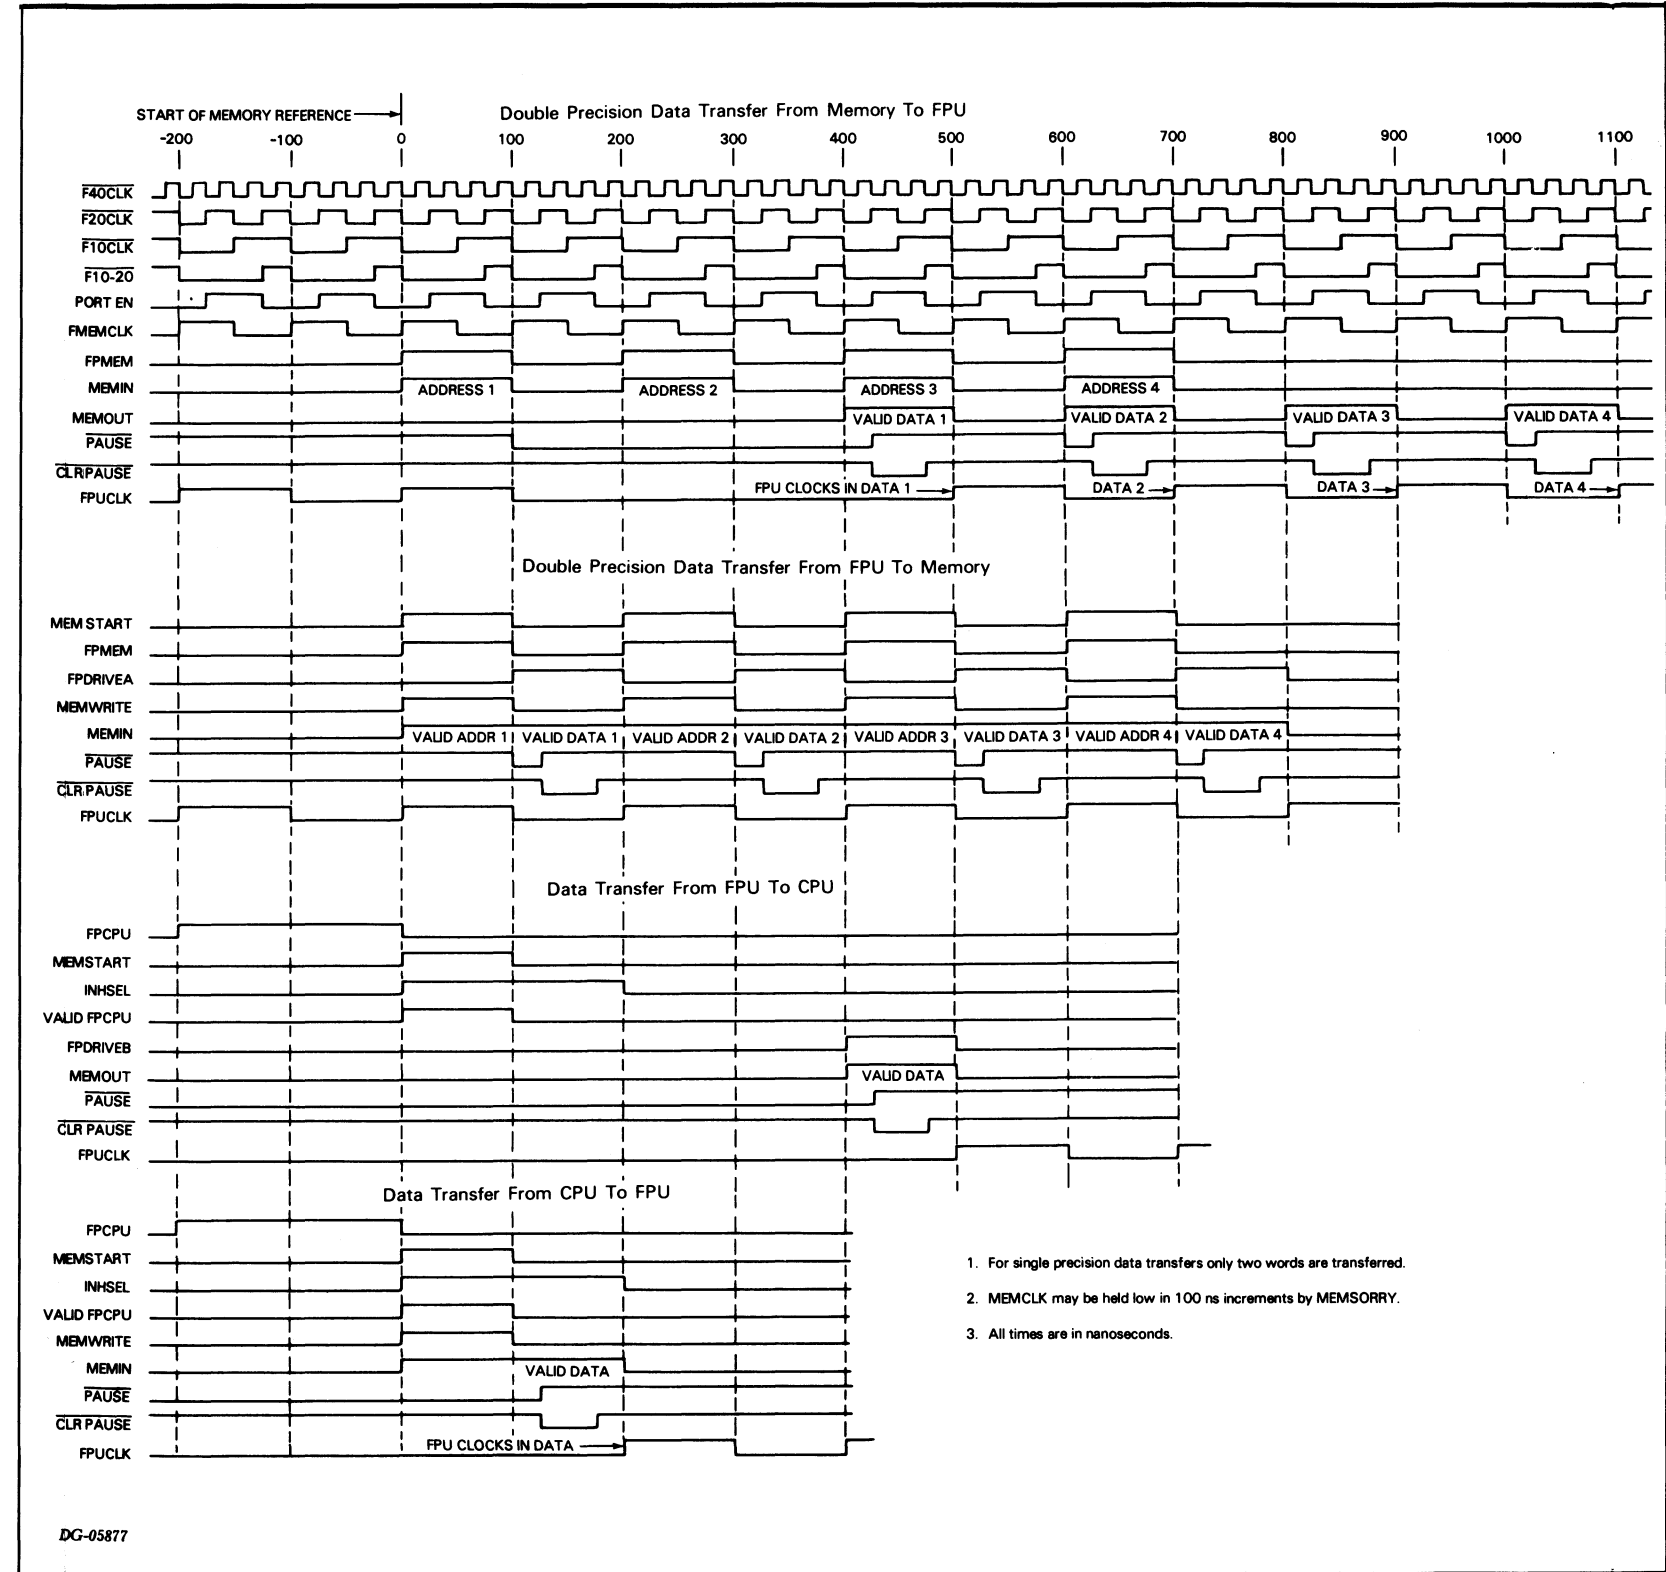 START OF MEMORY REFERENCE
Double Precision Data Transfer From Memory To FPU
-200 -100 0 100 200 300 400 500 600 700 800 900 1000 1100
F40CLK
F20CLK
F10CLK
F10-20
PORT EN
FMEMCLK
FPMEM
MEMIN ADDRESS 1 ADDRESS 2 ADDRESS 3 ADDRESS 4
MEMOUT VALID DATA 1 VALID DATA 2 VALID DATA 3 VALID DATA 4
PAUSE
CLRPAUSE
FPUCLK FPU CLOCKS IN DATA 1 DATA 2 DATA 3 DATA 4
Double Precision Data Transfer From FPU To Memory
MEM START
FPMEM
FPDRIVEA
MEMWRITE
MEMIN VALID ADDR 1 VALID DATA 1 VALID ADDR 2 VALID DATA 2 VALID ADDR 3 VALID DATA 3 VALID ADDR 4 VALID DATA 4
PAUSE
CLR PAUSE
FPUCLK
Data Transfer From FPU To CPU
FPCPU
MEMSTART
INHSEL
VALID FPCPU
FPDRIVEB
MEMOUT VALID DATA
PAUSE
CLR PAUSE
FPUCLK
Data Transfer From CPU To FPU
FPCPU
MEMSTART
INHSEL
VALID FPCPU
MEMWRITE
MEMIN VALID DATA
PAUSE
CLR PAUSE
FPUCLK FPU CLOCKS IN DATA
1. For single precision data transfers only two words are transferred.
2. MEMCLK may be held low in 100 ns increments by MEMSORRY.
3. All times are in nanoseconds.
DG-05877